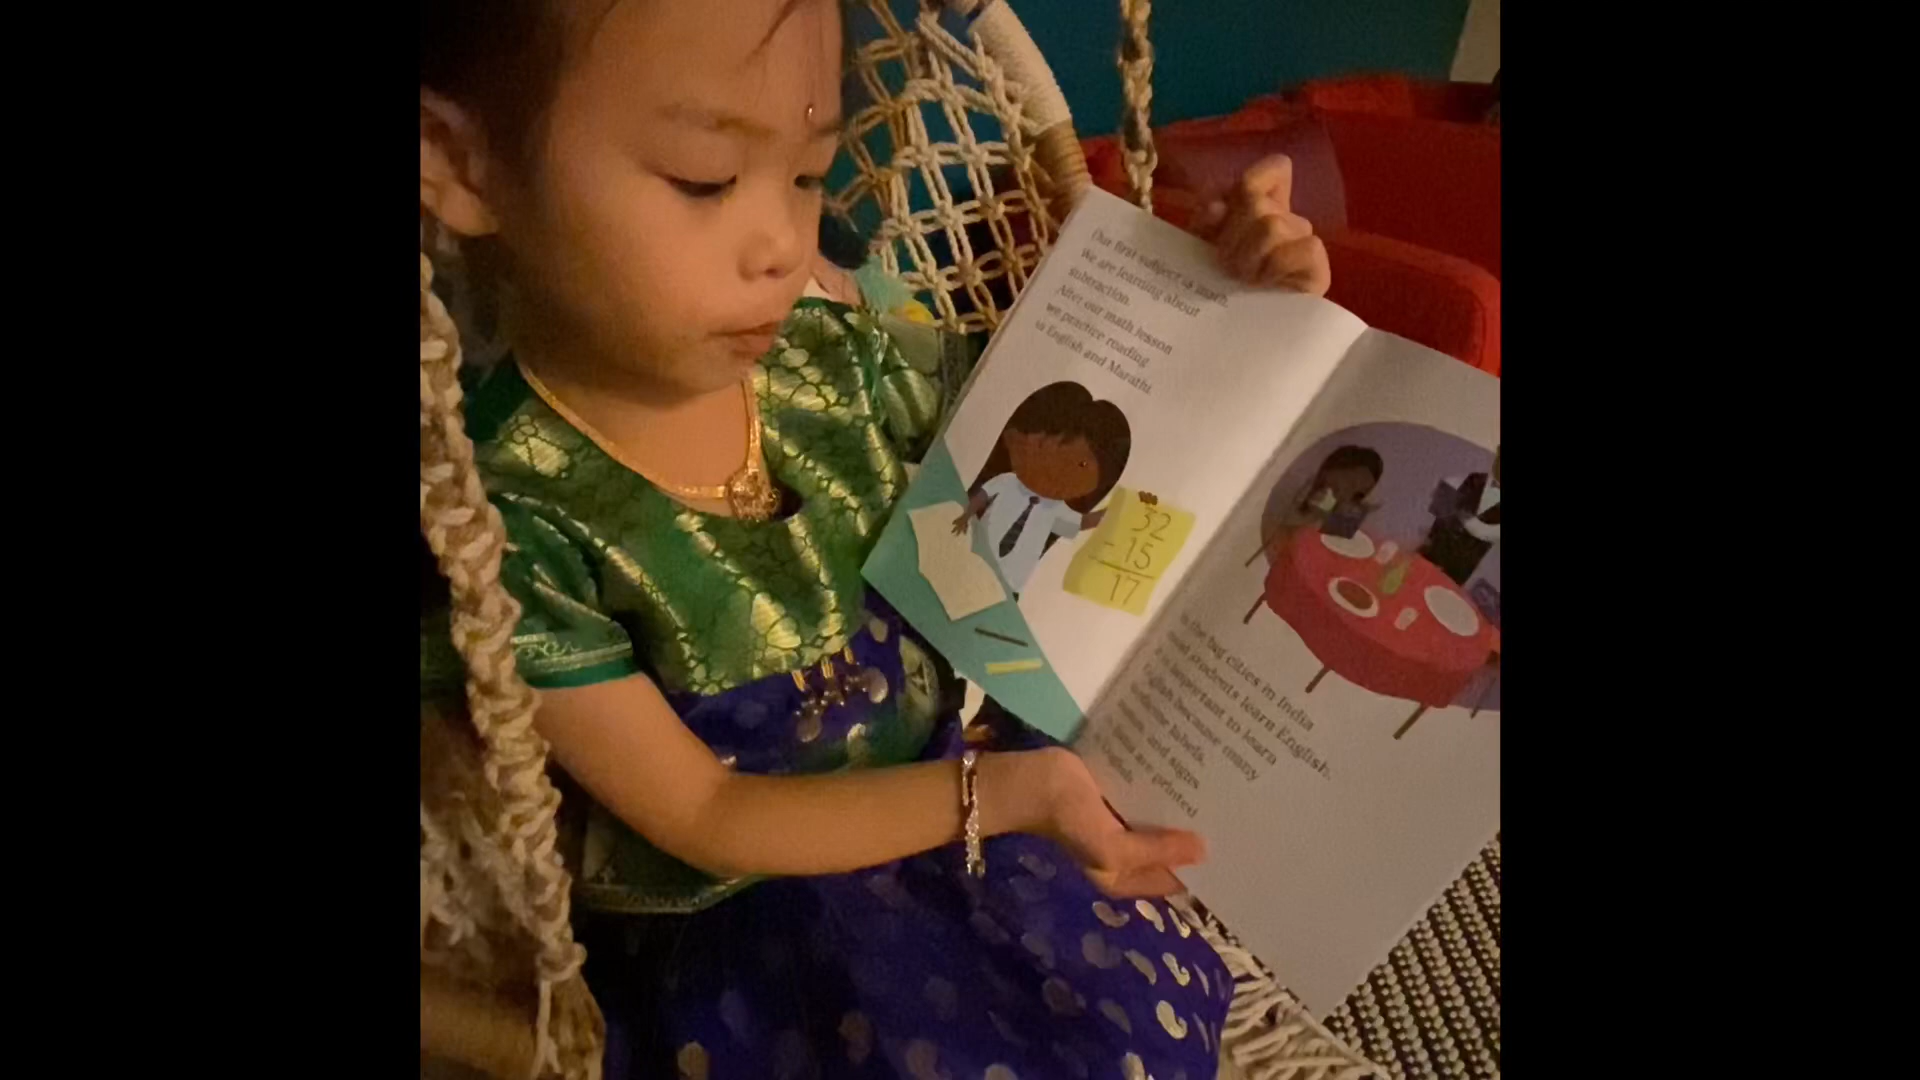 Our first subject is math.
We are learning about
subtraction.
After our math lesson
we practice reading
in English and Marathi.
32
- 15
17
In the big cities in India
most students learn English.
It is important to learn
English because many
medicine labels,
and signs
are printed
English